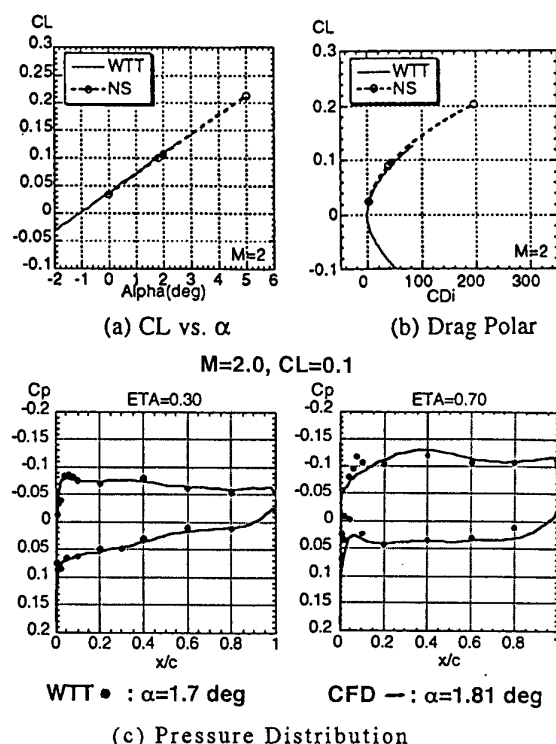 CL
0.3
0.25
0.2
0.15
0.100
0.05
CL 0
-0.05
-0.1
WTT
NS
M=2
-2 -1 0 1 2 3 4 5 6
Alpha(deg)
(a) CL vs. α
CL
0.3
0.2
0.1
0
-0.1
WTT
NS
M=2
0 100 200 300
CDi
(b) Drag Polar
M=2.0, CL=0.1
Cp
ETA=0.30
-0.2
-0.15
-0.1
-0.05
0
0.05
0.1
0.15
0.2
0 0.2 0.4 0.6 0.8 1
x/c
Cp
ETA=0.70
-0.2
-0.15
-0.1
-0.05
0
0.05
0.1
0.15
0.2
0 0.2 0.4 0.6 0.8 1
x/c
WTT ● : α=1.7 deg
CFD — : α=1.81 deg
(c) Pressure Distribution